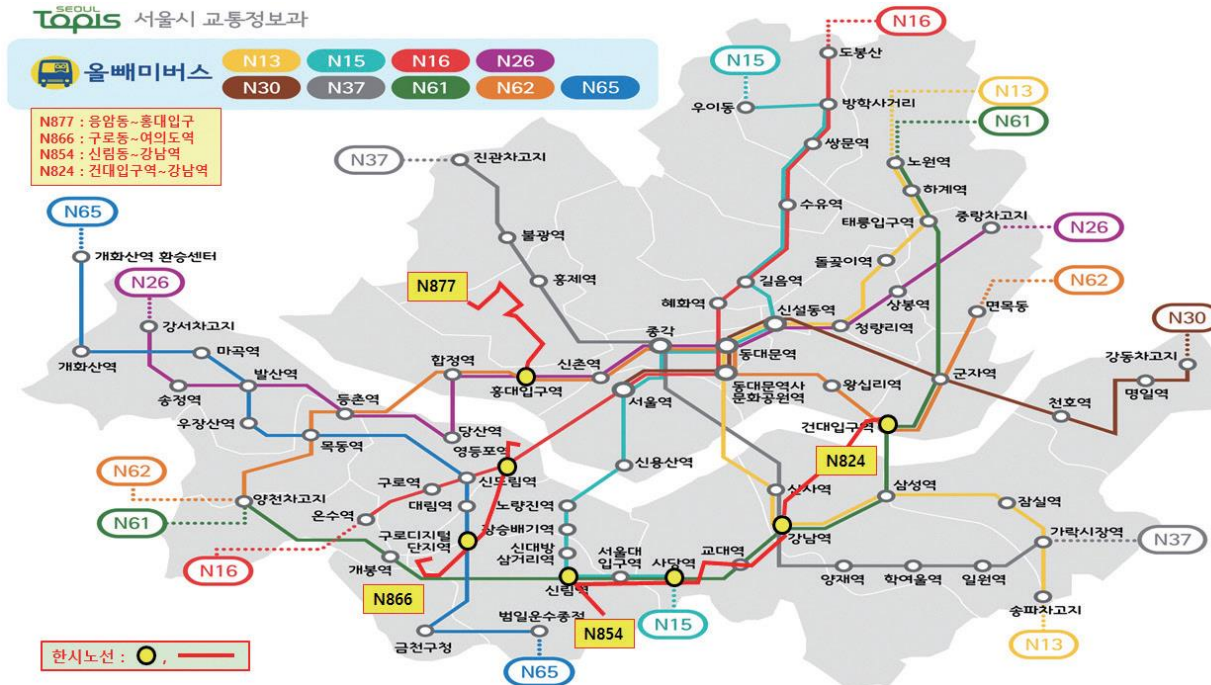 SEOUL
Topis 서울시 교통정보과
올빼미버스
N13 N15 N16 N26
N30 N37 N61 N62 N65
N877 : 응암동~홍대입구
N866 : 구로동~여의도역
N854 : 신림동~강남역
N824 : 건대입구역~강남역
N16
도봉산
N15
우이동
방학사거리
N13
N61
쌍문역
노원역
N37
진관차고지
하계역
수유역
태릉입구역
중랑차고지
N26
N65
불광역
돌곶이역
개화산역 환승센터
N26
N877
홍제역
길음역
상봉역
N62
면목동
혜화역
신설동역
청량리역
N30
강서차고지
종각
동대문역
강동차고지
개화산역
마곡역
합정역
신촌역
홍대입구역
군자역
명일역
송정역
발산역
등촌역
서울역
동대문역사
문화공원역
왕십리역
천호역
우장산역
목동역
당산역
건대입구역
영등포역
N824
신용산역
N62
양천차고지
구로역
신도림역
대림역
노량진역
신사역
삼성역
잠실역
N61
온수역
구로디지털
단지역
장승배기역
강남역
가락시장역
N37
N16
개봉역
신대방
삼거리역
서울대
입구역
사당역
교대역
양재역
학여울역
일원역
N866
신림역
송파차고지
범일운수종점
N854
N15
N13
금천구청
N65
한시노선 : ,